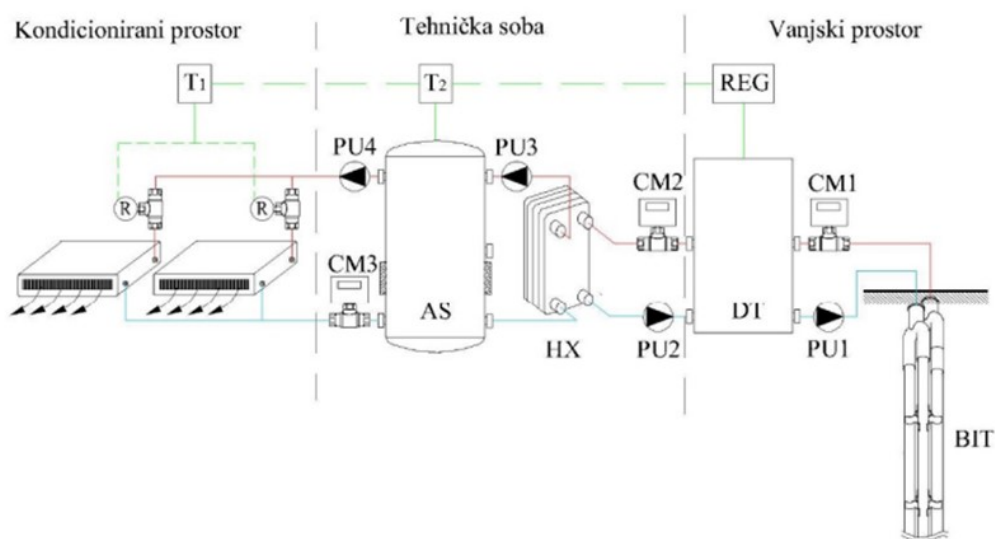 Kondicionirani prostor
Tehnička soba
Vanjski prostor
T1
T2
REG
PU4
PU3
CM2
CM1
R
R
CM3
AS
HX
PU2
DT
PU1
BIT